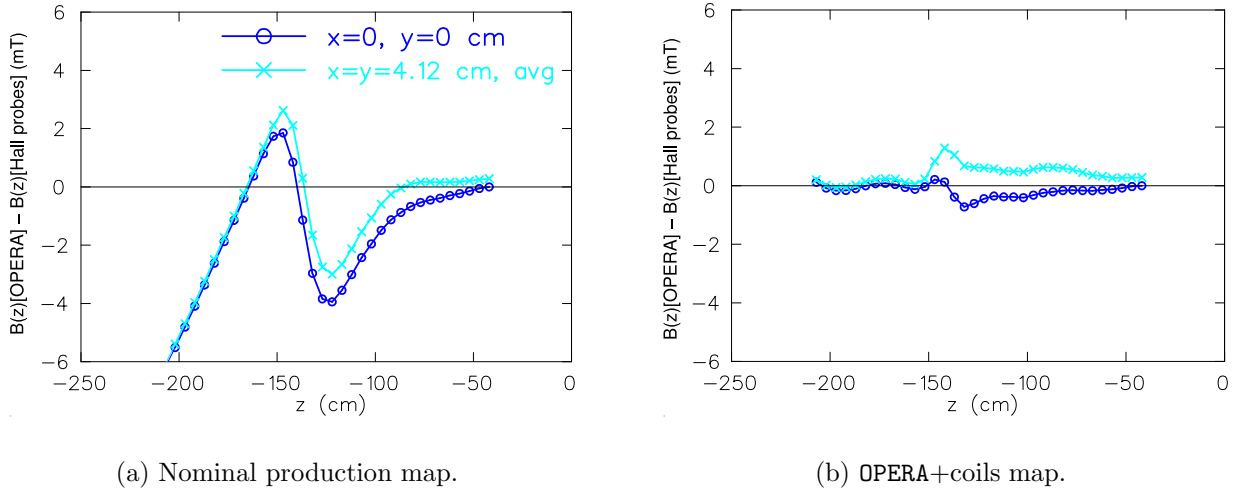 B(z)[OPERA] − B(z)[Hall probes] (mT)
6
4
2
0
−2
−4
−6
x=0, y=0 cm
x=y=4.12 cm, avg
−250 −200 −150 −100 −50 0
z (cm)
(a) Nominal production map.
B(z)[OPERA] − B(z)[Hall probes] (mT)
6
4
2
0
−2
−4
−6
−250 −200 −150 −100 −50 0
z (cm)
(b) OPERA+coils map.